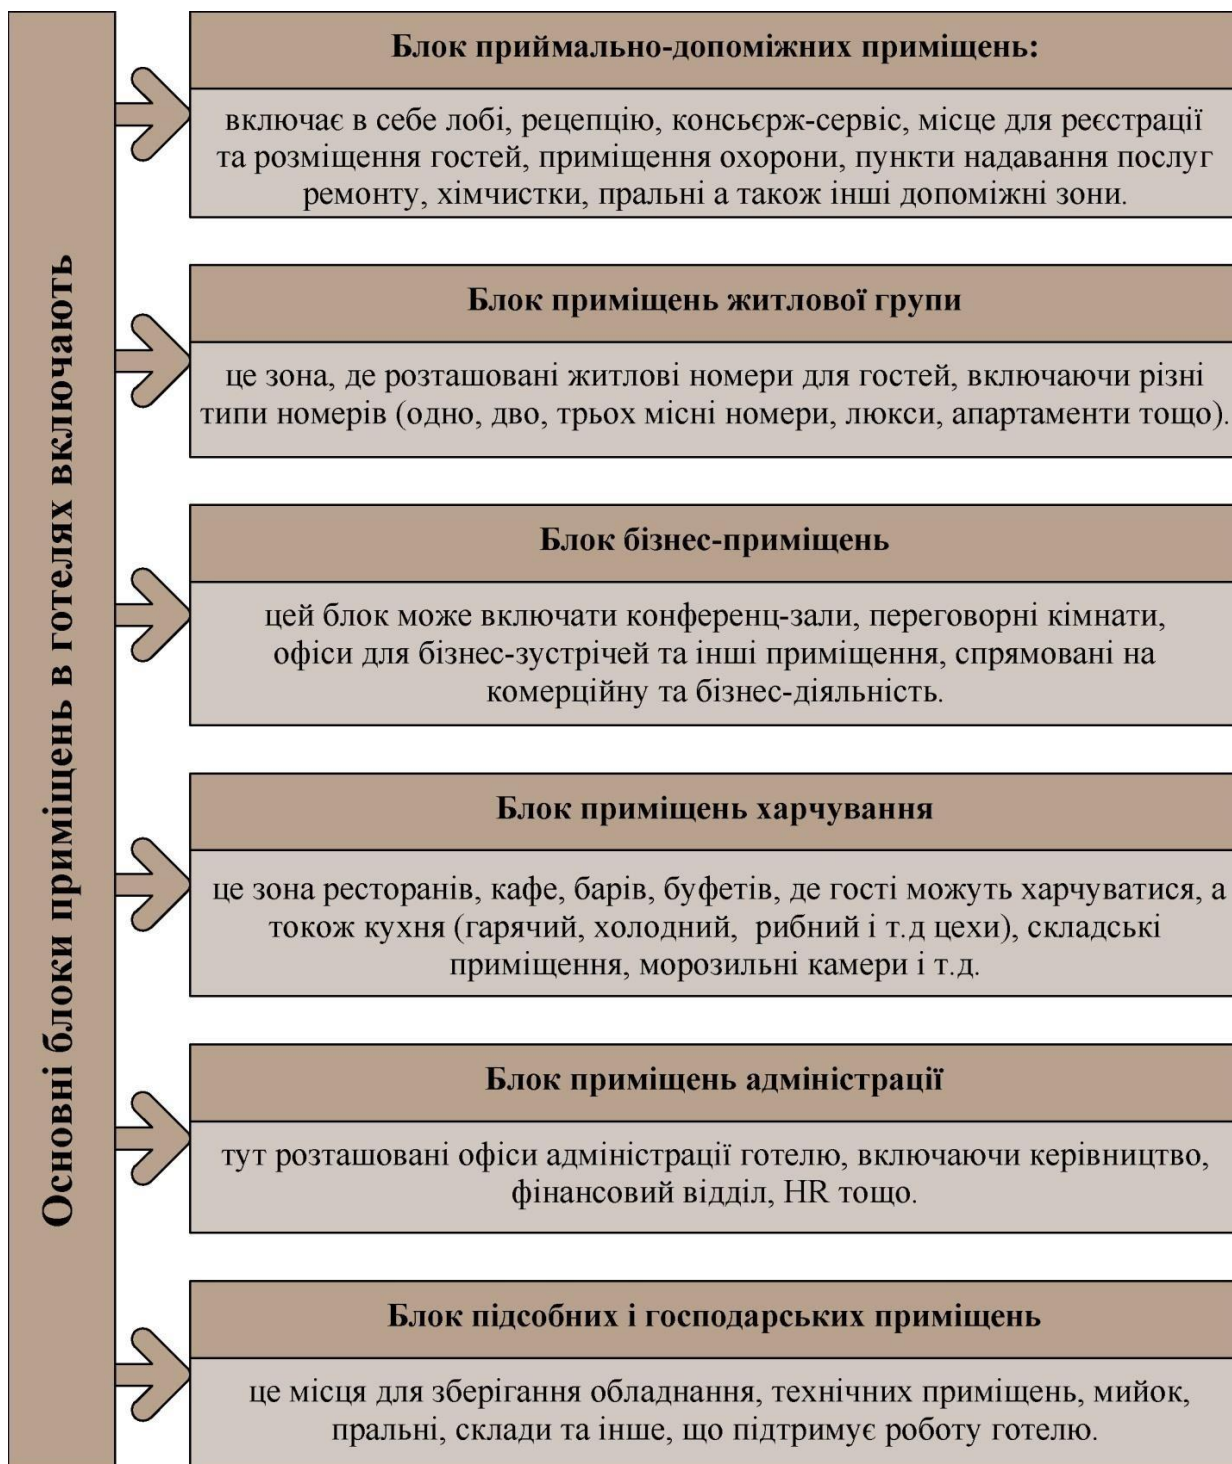 Основні блоки приміщень в готелях включають
Блок приймально-допоміжних приміщень:
включає в себе лобі, рецепцію, консьєрж-сервіс, місце для реєстрації
та розміщення гостей, приміщення охорони, пункти надавання послуг
ремонту, хімчистки, пральні а також інші допоміжні зони.
Блок приміщень житлової групи
це зона, де розташовані житлові номери для гостей, включаючи різні
типи номерів (одно, дво, трьох місні номери, люкси, апартаменти тощо).
Блок бізнес-приміщень
цей блок може включати конференц-зали, переговорні кімнати,
офіси для бізнес-зустрічей та інші приміщення, спрямовані на
комерційну та бізнес-діяльність.
Блок приміщень харчування
це зона ресторанів, кафе, барів, буфетів, де гості можуть харчуватися, а
токож кухня (гарячий, холодний, рибний і т.д цехи), складські
приміщення, морозильні камери і т.д.
Блок приміщень адміністрації
тут розташовані офіси адміністрації готелю, включаючи керівництво,
фінансовий відділ, HR тощо.
Блок підсобних і господарських приміщень
це місця для зберігання обладнання, технічних приміщень, мийок,
пральні, склади та інше, що підтримує роботу готелю.